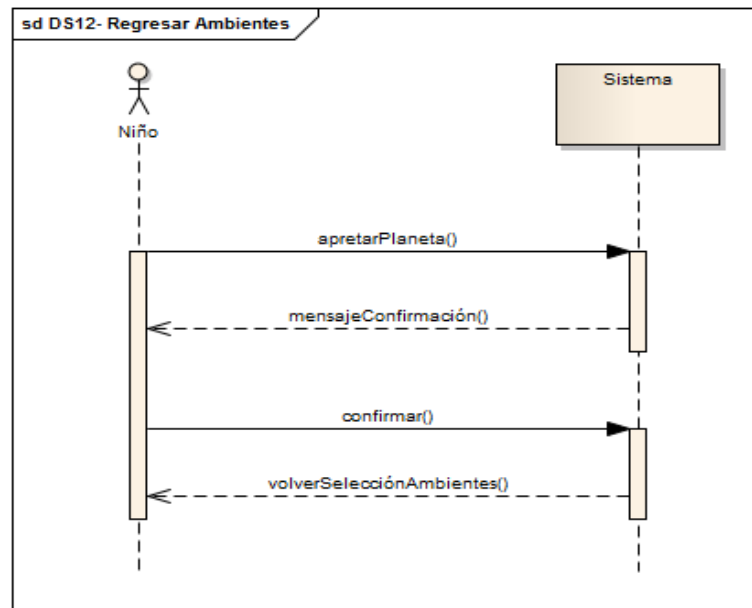 sd DS12- Regresar Ambientes
Niño
Sistema
apretarPlaneta()
mensajeConfirmación()
confirmar()
volverSelecciónAmbientes()